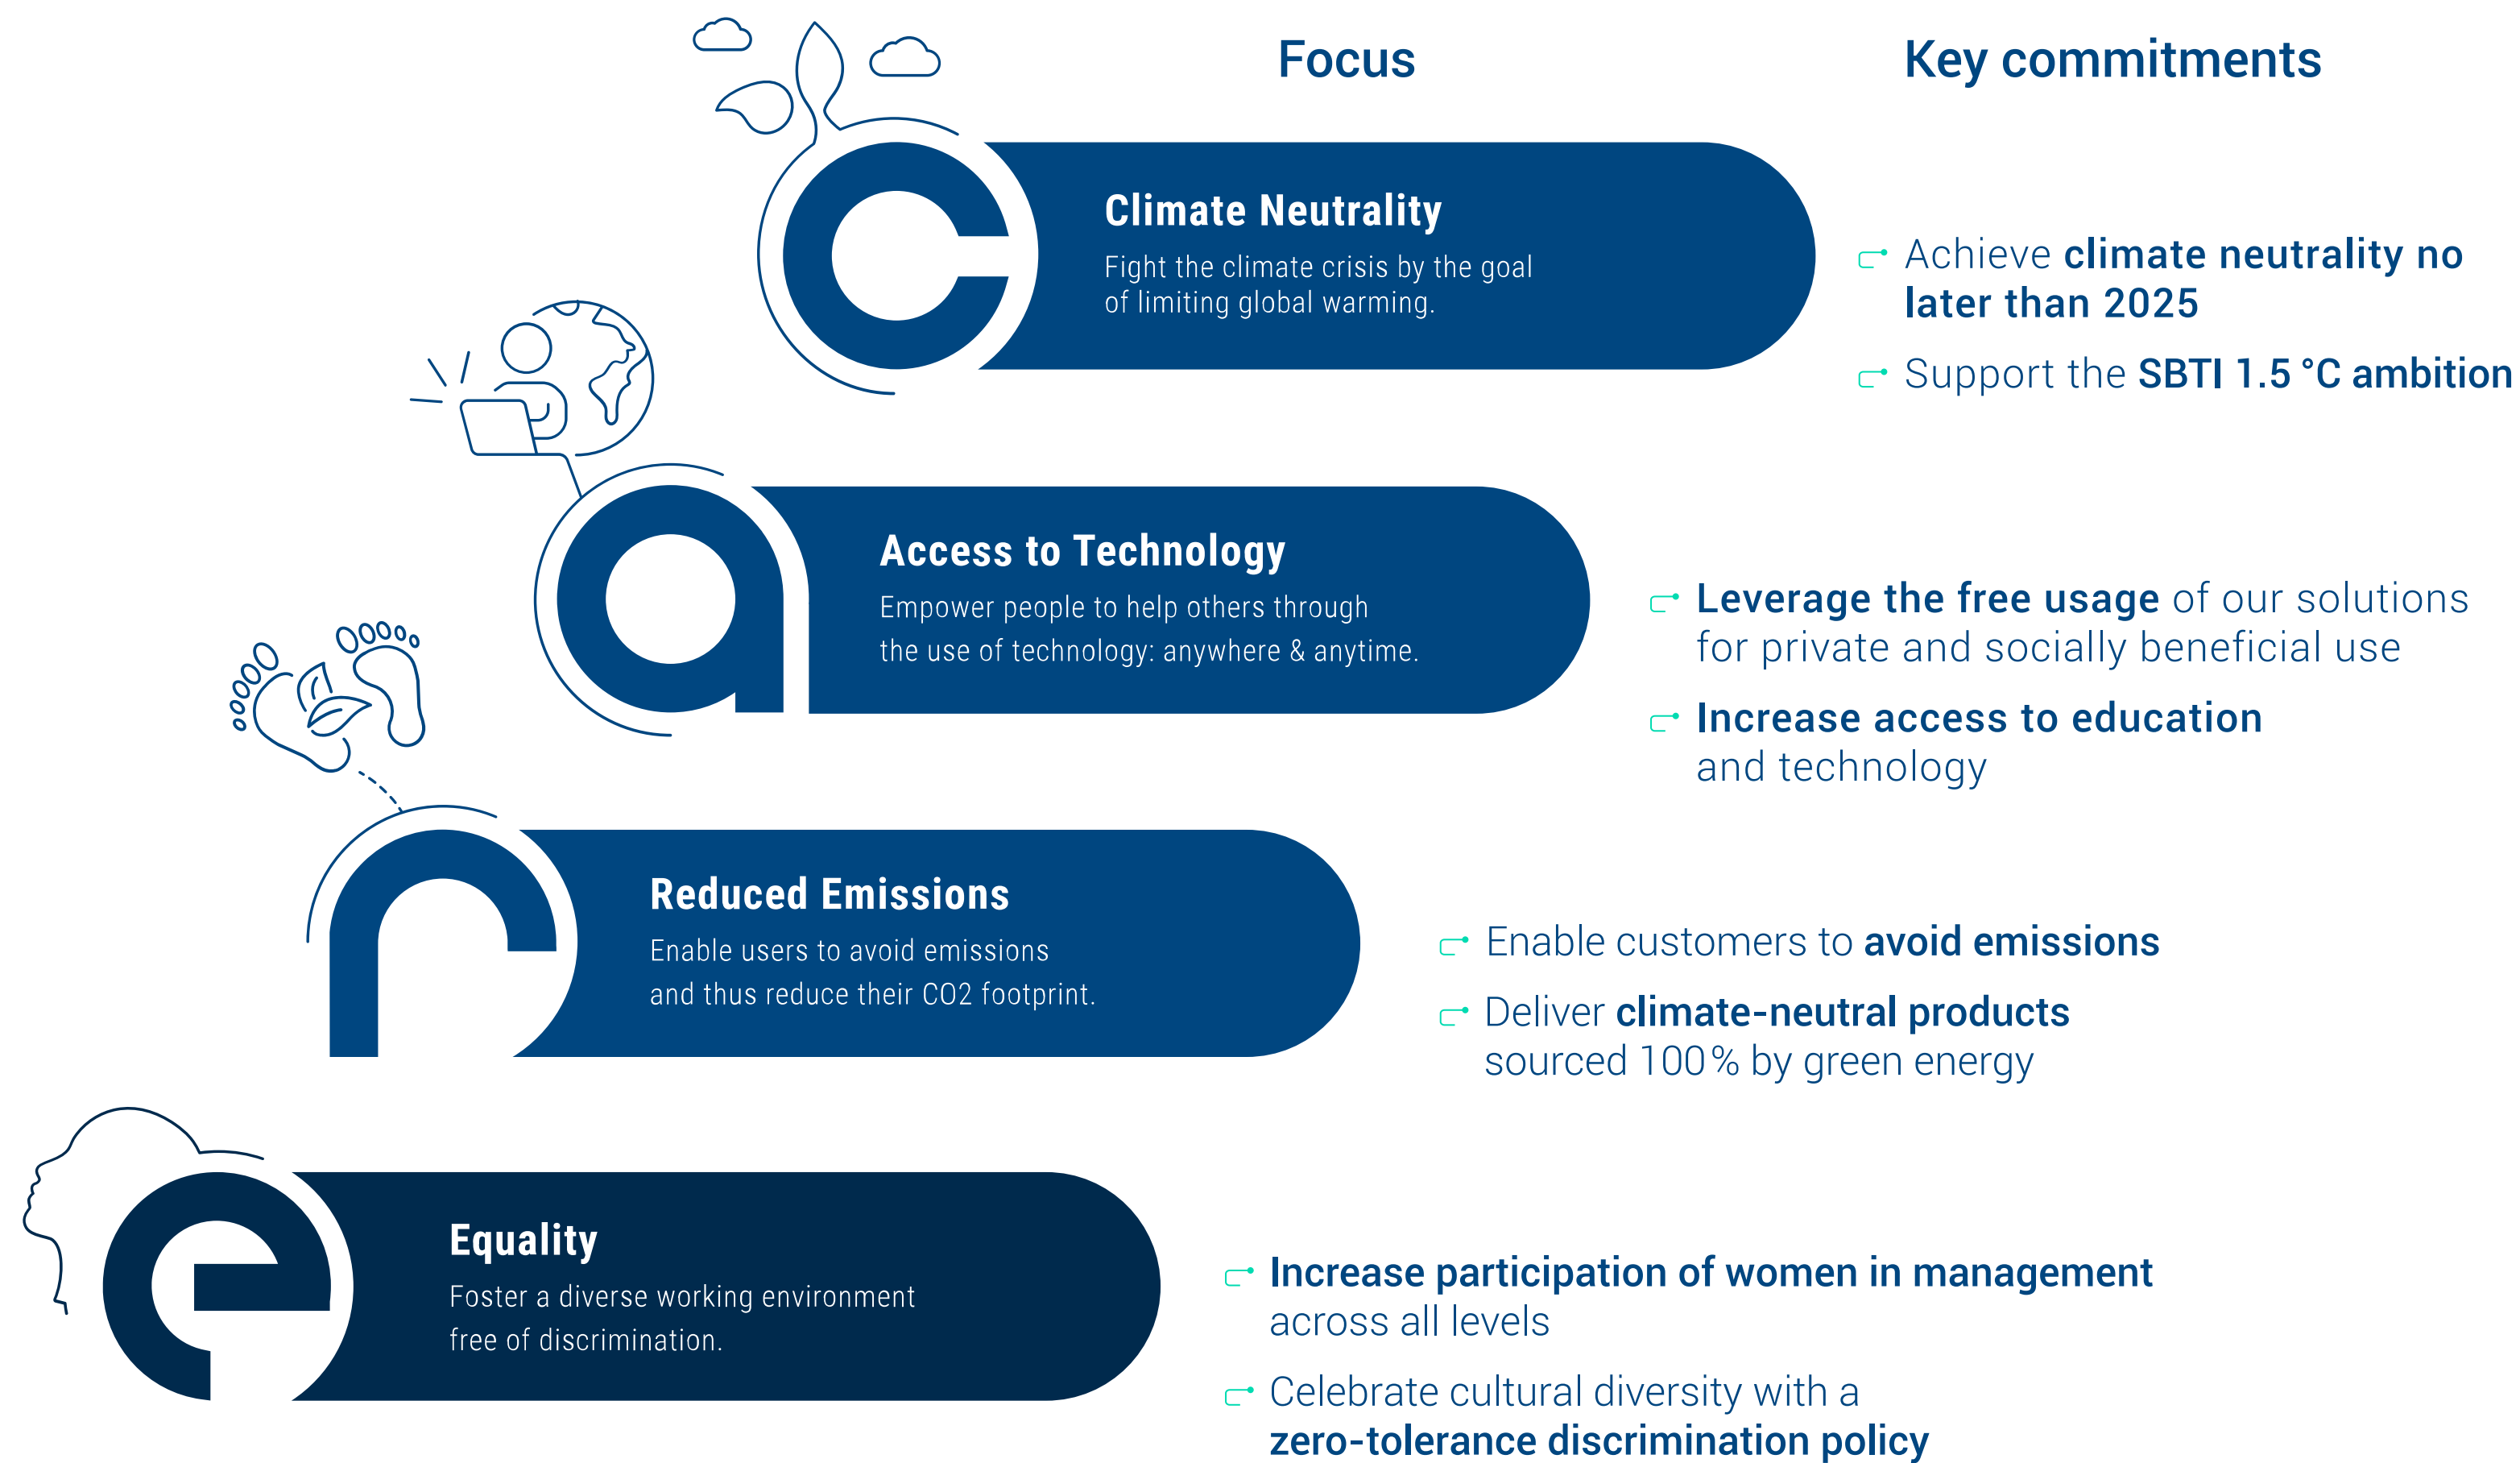 Focus
Key commitments
c
Climate Neutrality
Fight the climate crisis by the goal
of limiting global warming.
Achieve climate neutrality no
later than 2025
Support the SBTI 1.5 °C ambition
a
Access to Technology
Empower people to help others through
the use of technology: anywhere & anytime.
Leverage the free usage of our solutions
for private and socially beneficial use
Increase access to education
and technology
r
Reduced Emissions
Enable users to avoid emissions
and thus reduce their CO2 footprint.
Enable customers to avoid emissions
Deliver climate-neutral products
sourced 100% by green energy
e
Equality
Foster a diverse working environment
free of discrimination.
Increase participation of women in management
across all levels
Celebrate cultural diversity with a
zero-tolerance discrimination policy